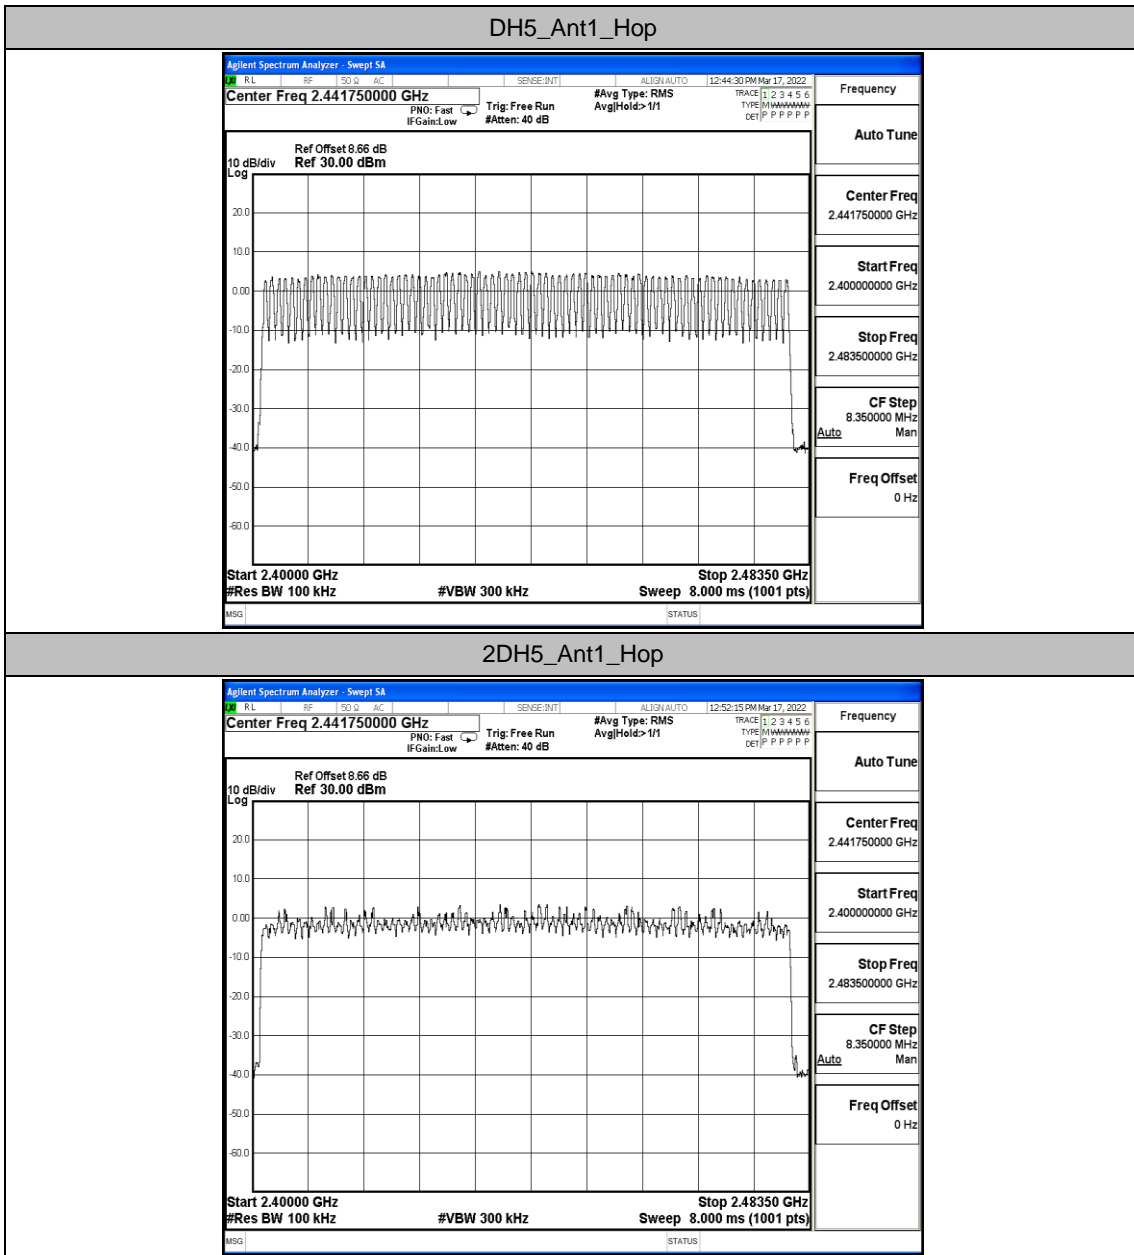 DH5_Ant1_Hop
Agilent Spectrum Analyzer - Swept SA
LXI RL RF 50 Ω AC SENSE:INT ALIGN AUTO 12:44:30 PM Mar 17, 2022
Center Freq 2.441750000 GHz
PNO: Fast
IFGain:Low
Trig: Free Run
#Atten: 40 dB
#Avg Type: RMS
Avg|Hold:>1/1
TRACE 1 2 3 4 5 6
TYPE M WWWWW
DET P P P P P P
Ref Offset 8.66 dB
10 dB/div Ref 30.00 dBm
Log
20.0
10.0
0.00
-10.0
-20.0
-30.0
-40.0
-50.0
-60.0
Start 2.40000 GHz Stop 2.48350 GHz
#Res BW 100 kHz #VBW 300 kHz Sweep 8.000 ms (1001 pts)
MSG STATUS
Frequency
Auto Tune
Center Freq
2.441750000 GHz
Start Freq
2.400000000 GHz
Stop Freq
2.483500000 GHz
CF Step
8.350000 MHz
Auto Man
Freq Offset
0 Hz
2DH5_Ant1_Hop
Agilent Spectrum Analyzer - Swept SA
LXI RL RF 50 Ω AC SENSE:INT ALIGN AUTO 12:52:15 PM Mar 17, 2022
Center Freq 2.441750000 GHz
PNO: Fast
IFGain:Low
Trig: Free Run
#Atten: 40 dB
#Avg Type: RMS
Avg|Hold:>1/1
TRACE 1 2 3 4 5 6
TYPE M WWWWW
DET P P P P P P
Ref Offset 8.66 dB
10 dB/div Ref 30.00 dBm
Log
20.0
10.0
0.00
-10.0
-20.0
-30.0
-40.0
-50.0
-60.0
Start 2.40000 GHz Stop 2.48350 GHz
#Res BW 100 kHz #VBW 300 kHz Sweep 8.000 ms (1001 pts)
MSG STATUS
Frequency
Auto Tune
Center Freq
2.441750000 GHz
Start Freq
2.400000000 GHz
Stop Freq
2.483500000 GHz
CF Step
8.350000 MHz
Auto Man
Freq Offset
0 Hz